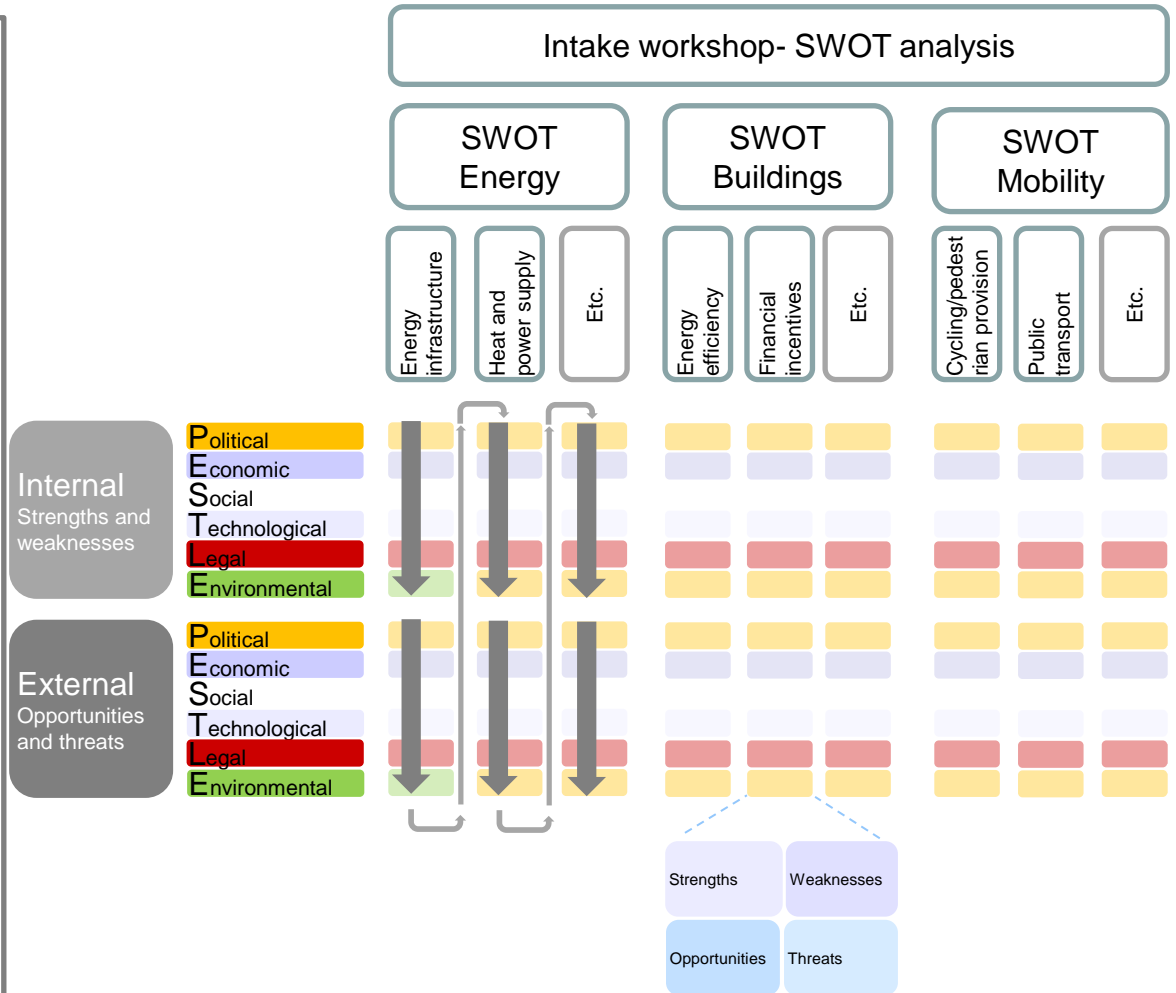 Intake workshop- SWOT analysis
SWOT
Energy
SWOT
Buildings
SWOT
Mobility
Energy
infrastructure
Heat and
power supply
Etc.
Energy
efficiency
Financial
incentives
Etc.
Cycling/pedest
rian provision
Public
transport
Etc.
Internal
Strengths and
weaknesses
Political
Economic
Social
Technological
Legal
Environmental
External
Opportunities
and threats
Political
Economic
Social
Technological
Legal
Environmental
Strengths
Weaknesses
Opportunities
Threats